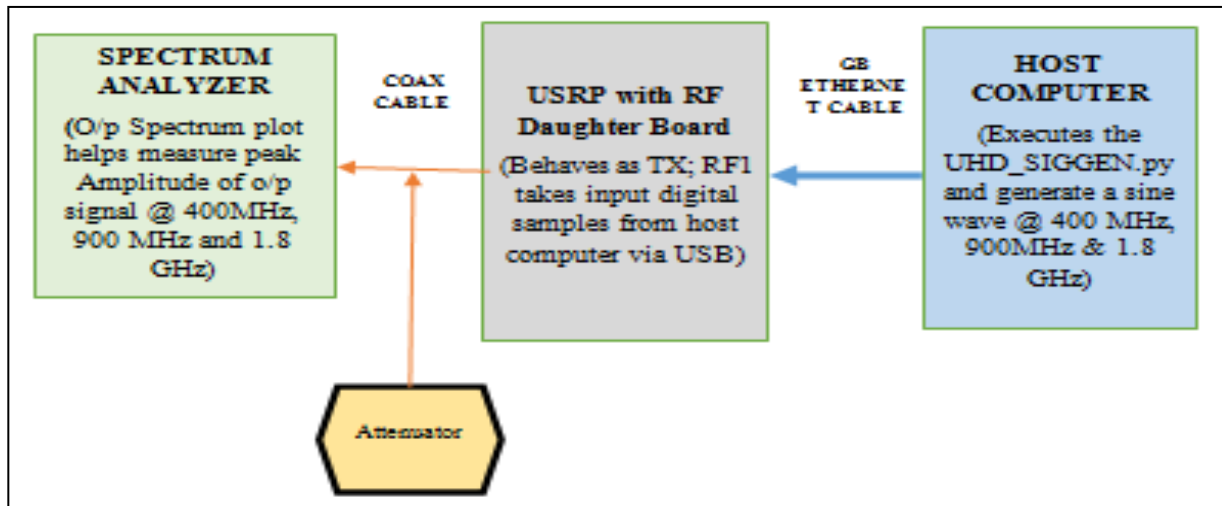 SPECTRUM
ANALYZER
(O/p Spectrum plot
helps measure peak
Amplitude of o/p
signal @ 400MHz,
900 MHz and 1.8
GHz)
COAX
CABLE
USRP with RF
Daughter Board
(Behaves as TX; RF1
takes input digital
samples from host
computer via USB)
GB
ETHERNE
T CABLE
HOST
COMPUTER
(Executes the
UHD_SIGGEN.py
and generate a sine
wave @ 400 MHz,
900MHz & 1.8
GHz)
Attenuator